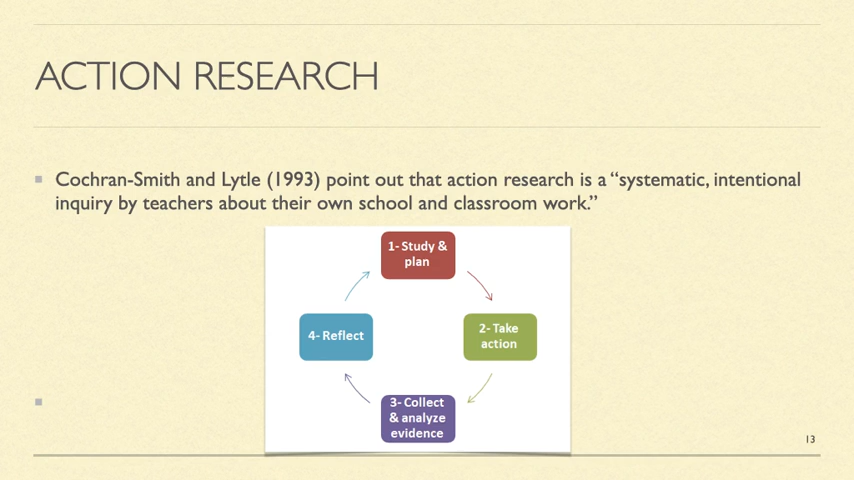 ACTION RESEARCH
Cochran-Smith and Lytle (1993) point out that action research is a “systematic, intentional
inquiry by teachers about their own school and classroom work.”
1- Study &
plan
2- Take
action
3- Collect
& analyze
evidence
4- Reflect
13